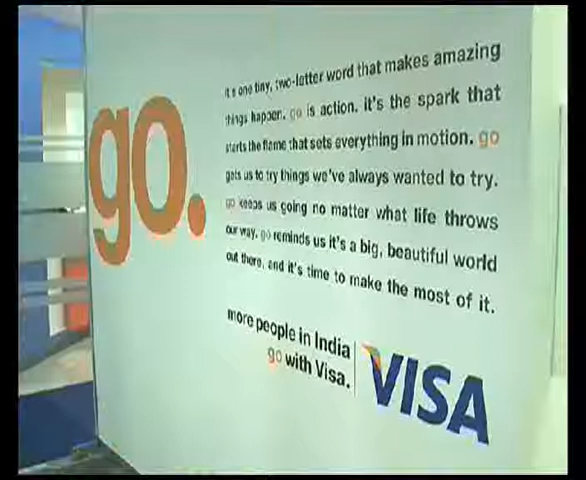 go.
it's one tiny, two-letter word that makes amazing
things happen. go is action. it's the spark that
starts the flame that sets everything in motion. go
gets us to try things we've always wanted to try.
go keeps us going no matter what life throws
our way. go reminds us it's a big, beautiful world
out there, and it's time to make the most of it.
more people in India
go with Visa.
VISA